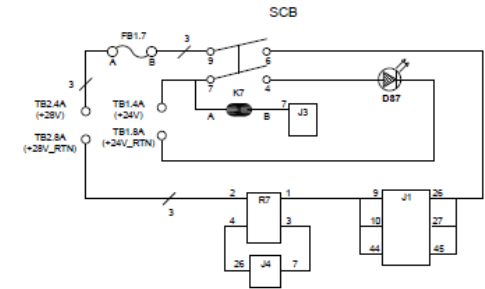 SCB
FB1.7
A
B
3
9
6
3
7
4
D87
K7
TB2.4A
(+28V)
TB1.4A
(+24V)
A
B
7
J3
TB2.8A
(+28V_RTN)
TB1.8A
(+24V_RTN)
3
2
R7
1
4
3
26
J4
7
9
J1
26
10
27
44
45